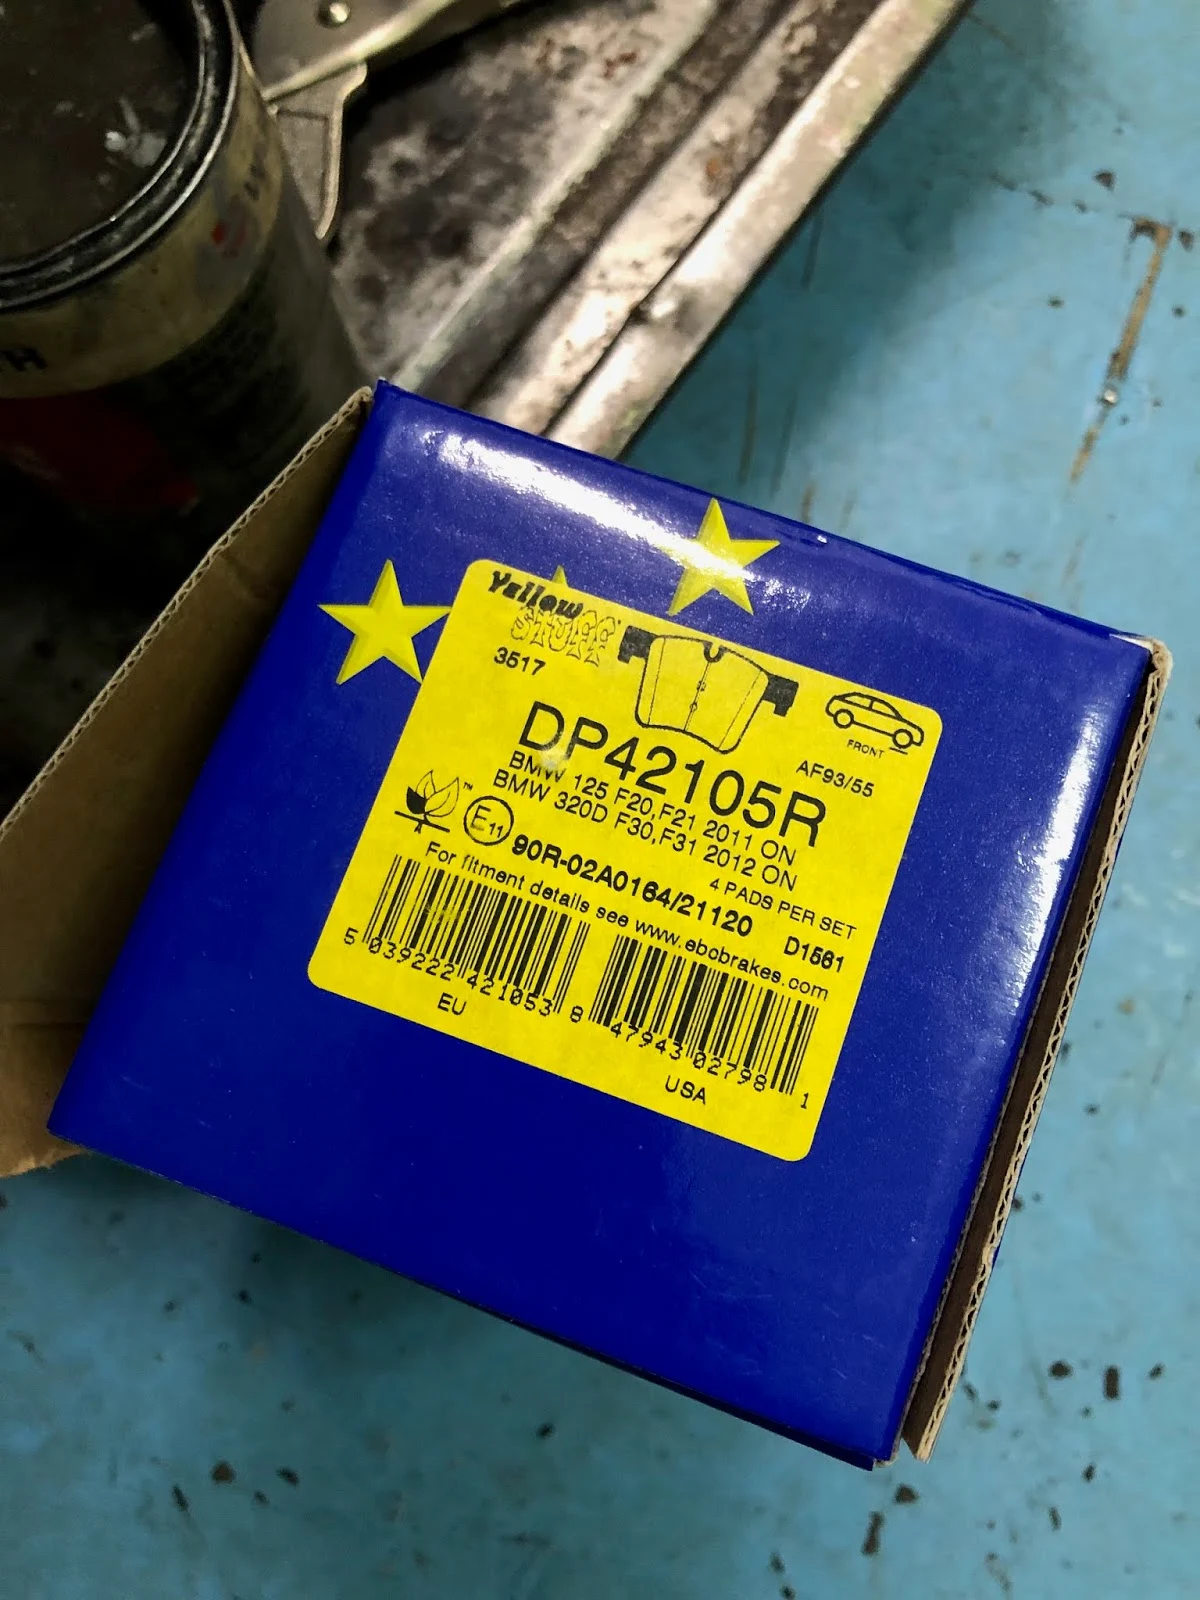 Yellow
STUFF
3517
FRONT
AF93/55
DP42105R
BMW 125 F20,F21 2011 ON
BMW 320D F30,F31 2012 ON
4 PADS PER SET
TM
E11
90R-02A0164/21120
D1561
For fitment details see www.ebcbrakes.com
5 039222 421053
8 47943 02798 1
EU
USA